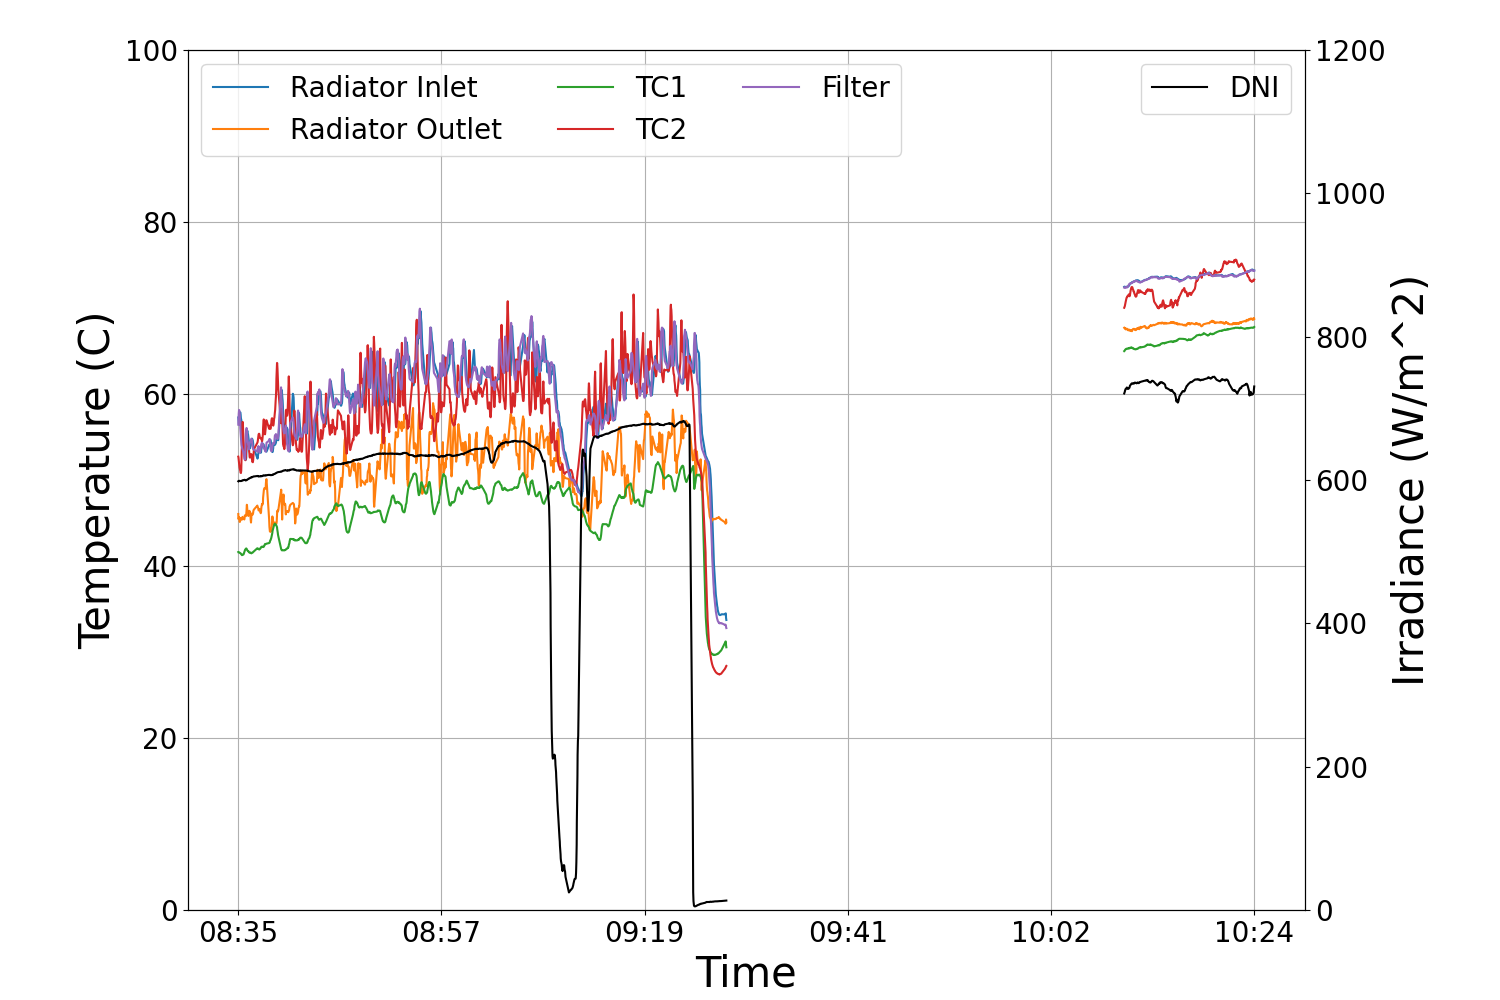 Radiator Inlet
Radiator Outlet
TC1
TC2
Filter
DNI
100
80
60
40
20
0
Temperature (C)
1200
1000
800
600
400
200
0
Irradiance (W/m^2)
08:35 08:57 09:19 09:41 10:02 10:24
Time